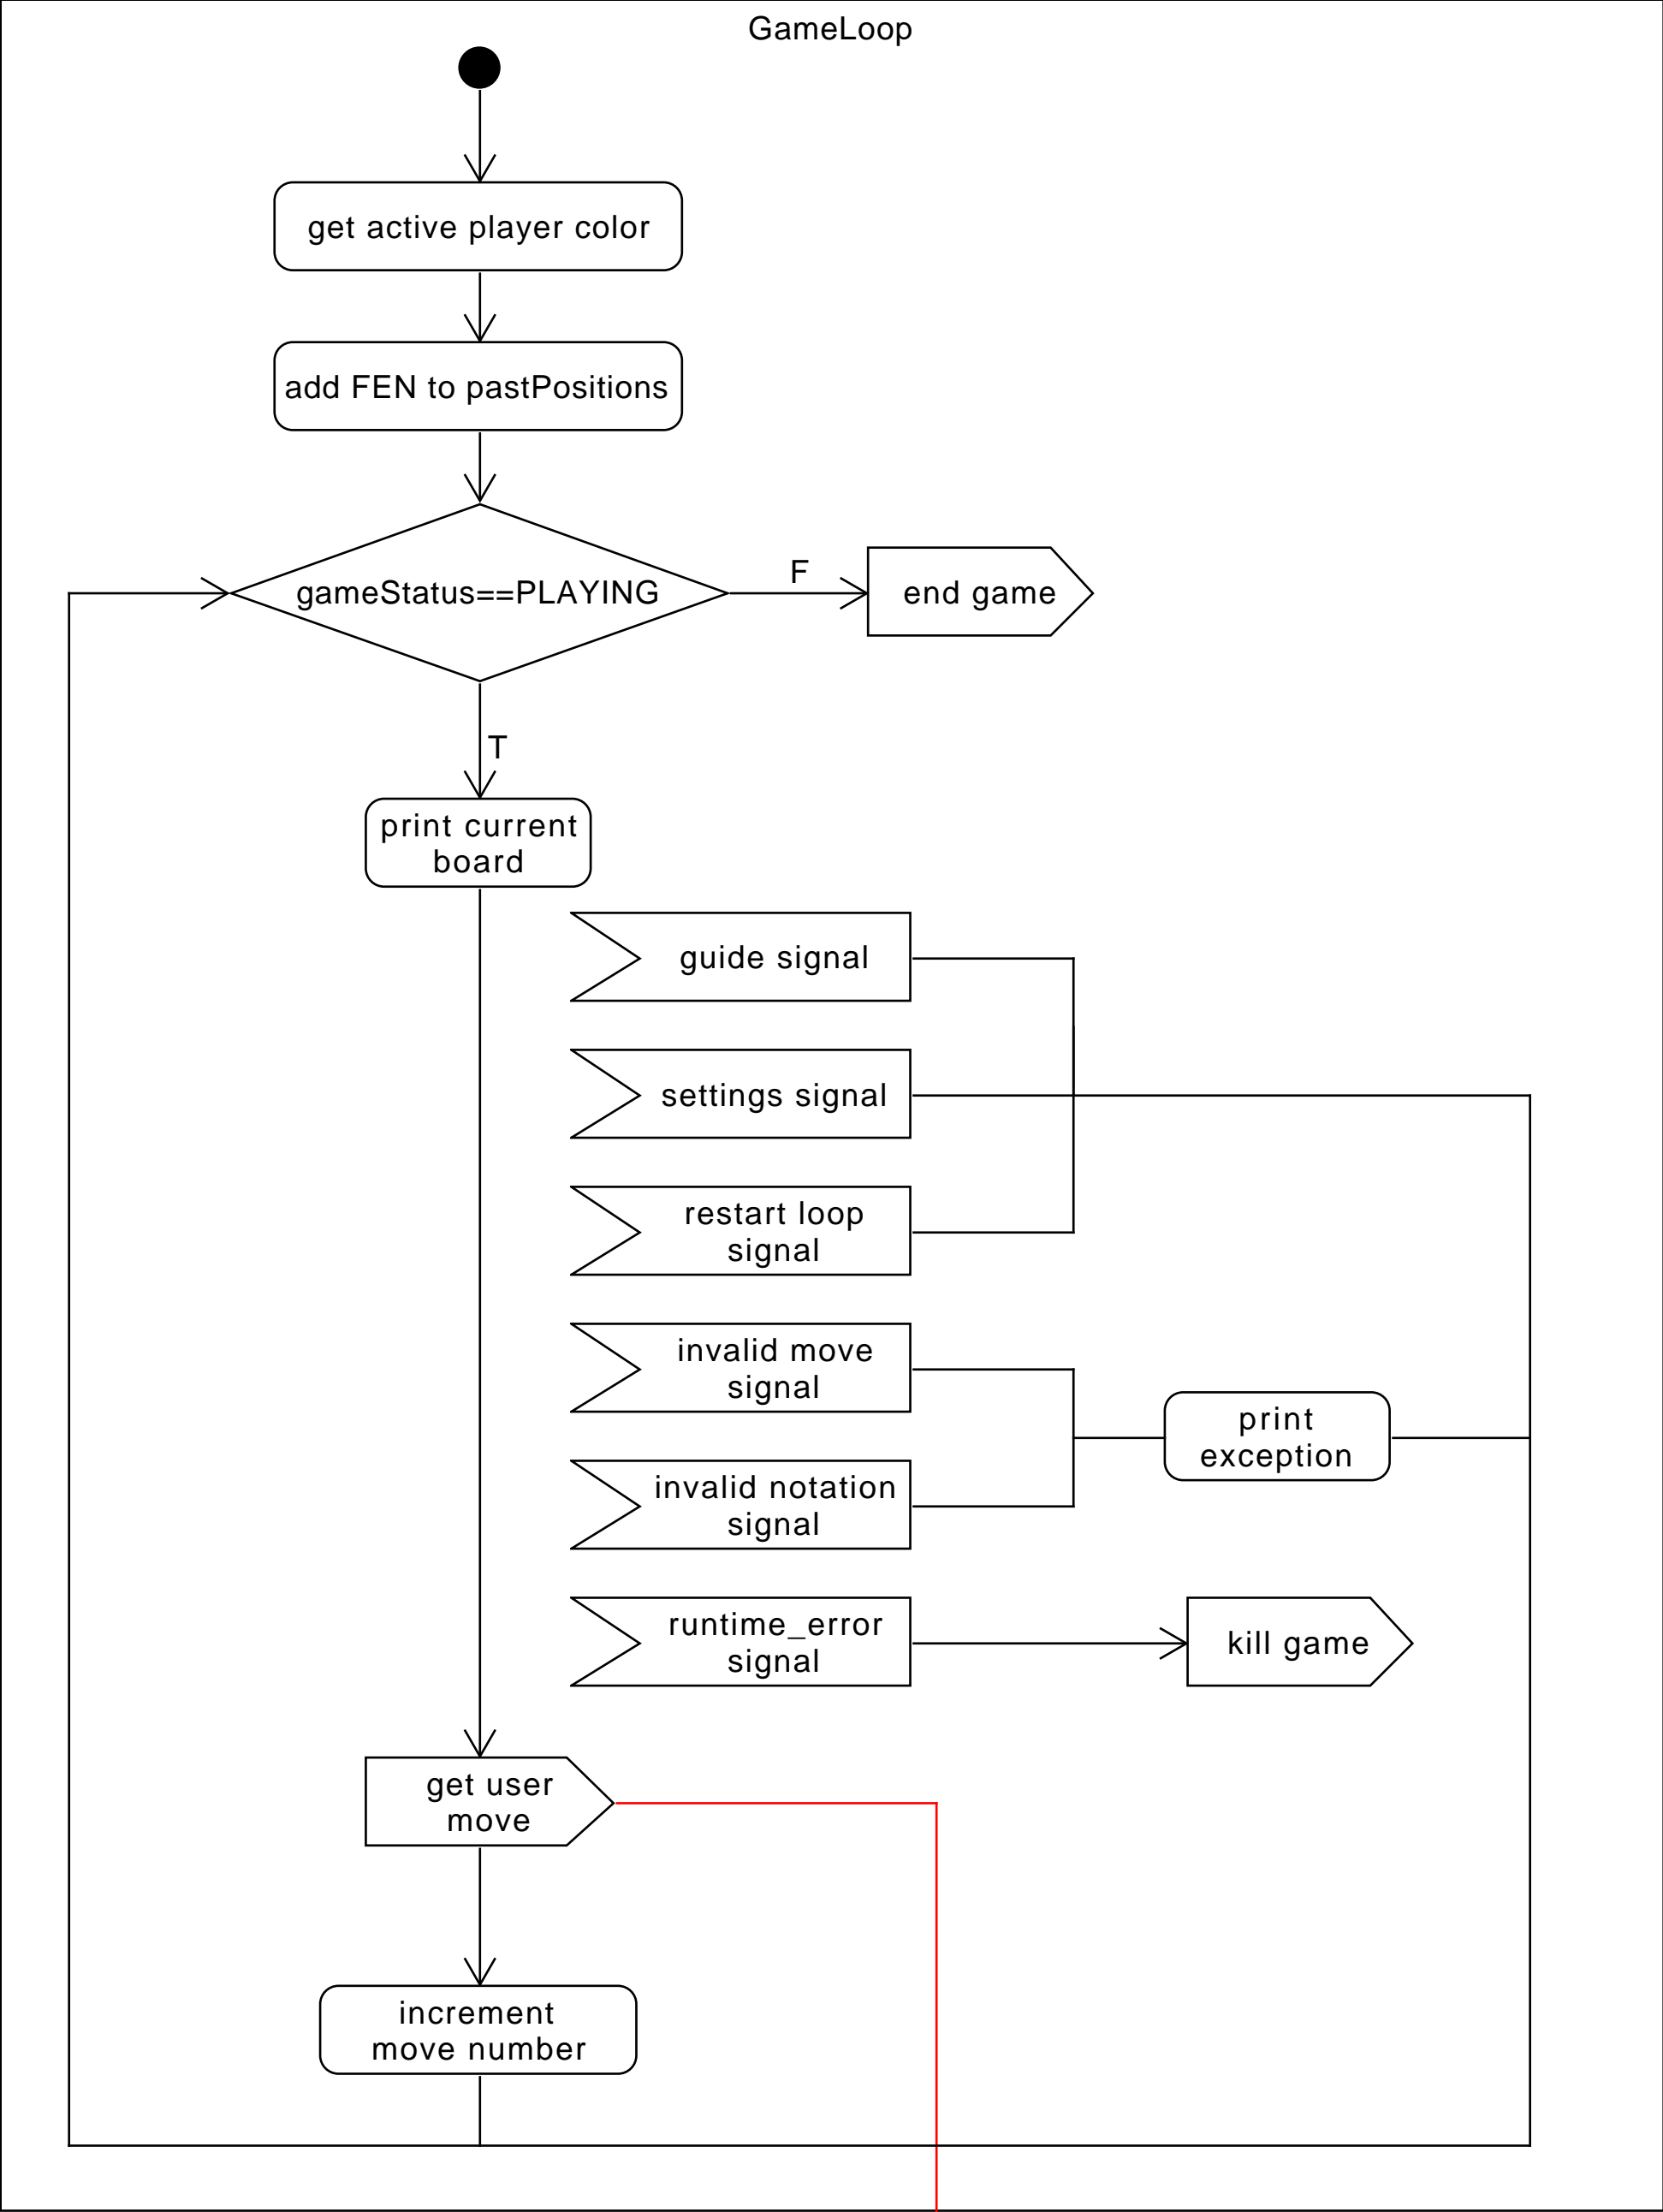 GameLoop
get active player color
add FEN to pastPositions
gameStatus==PLAYING
F
end game
T
print current
board
guide signal
settings signal
restart loop
signal
invalid move
signal
print
exception
invalid notation
signal
runtime_error
signal
kill game
get user
move
increment
move number